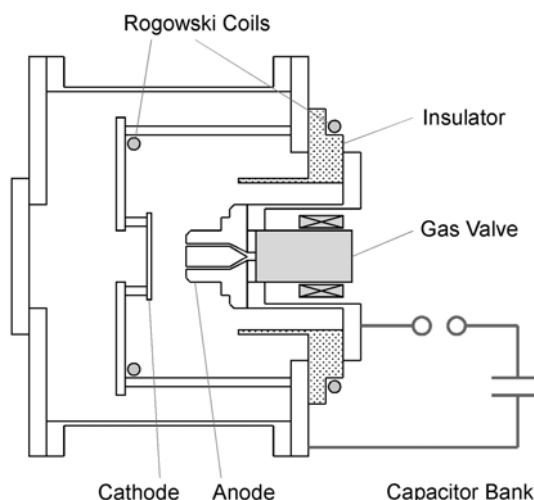 Rogowski Coils
Insulator
Gas Valve
Cathode
Anode
Capacitor Bank